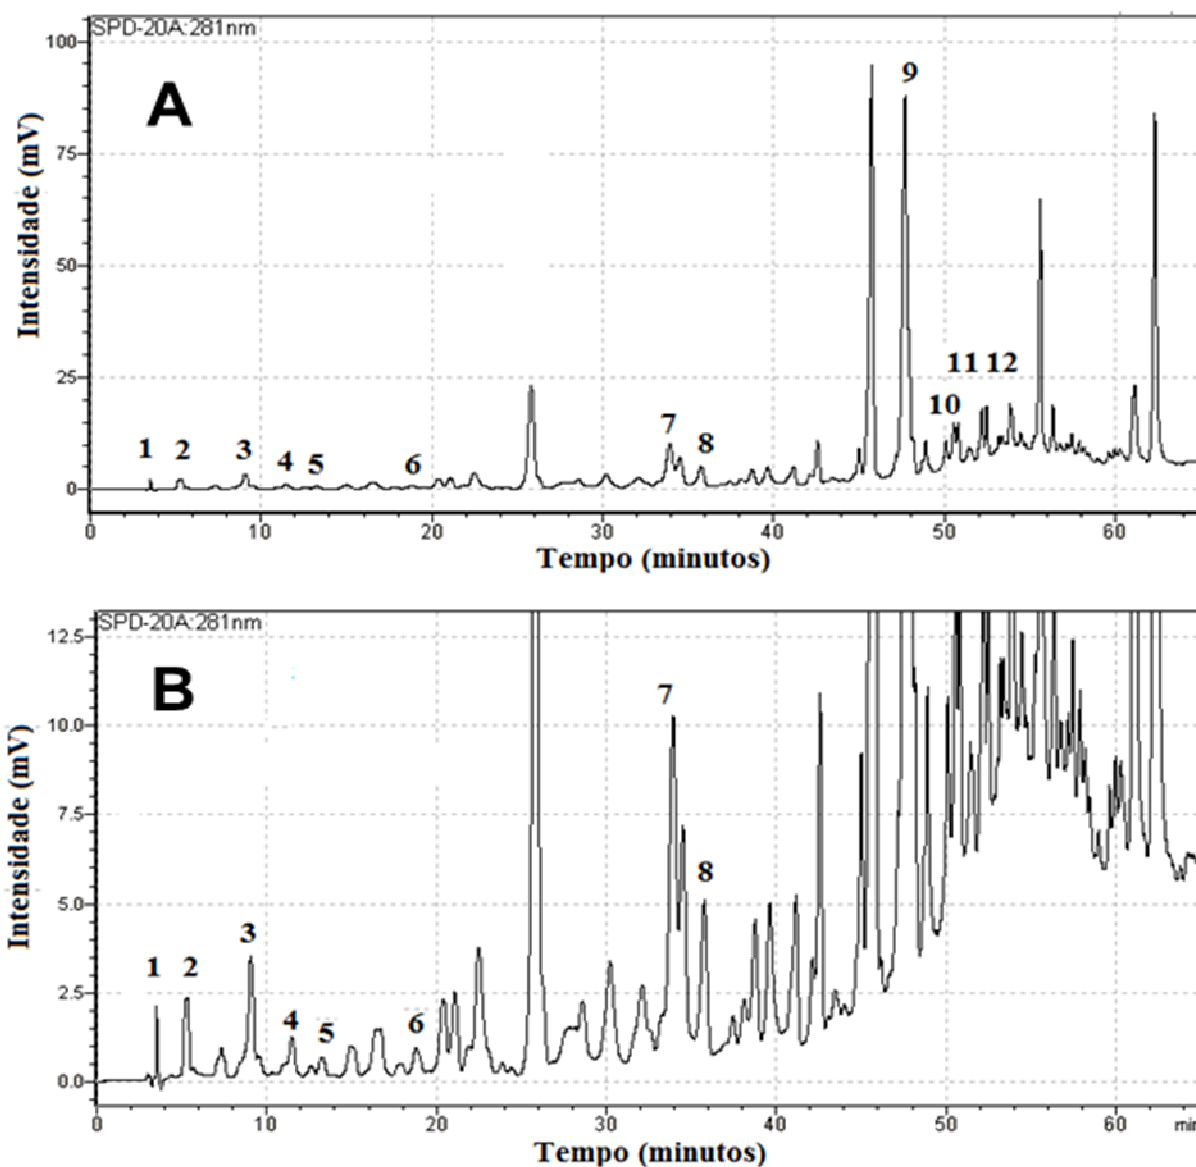 SPD-20A:281nm
100
A
9
75
Intensidade (mV)
50
25
11 12
10
7
8
1 2 3 4 5 6
0
0 10 20 30 40 50 60
Tempo (minutos)
SPD-20A:281nm
12.5
B
7
10.0
Intensidade (mV)
7.5
8
5.0
3
1 2
2.5
4 5 6
0.0
0 10 20 30 40 50 60 min
Tempo (minutos)